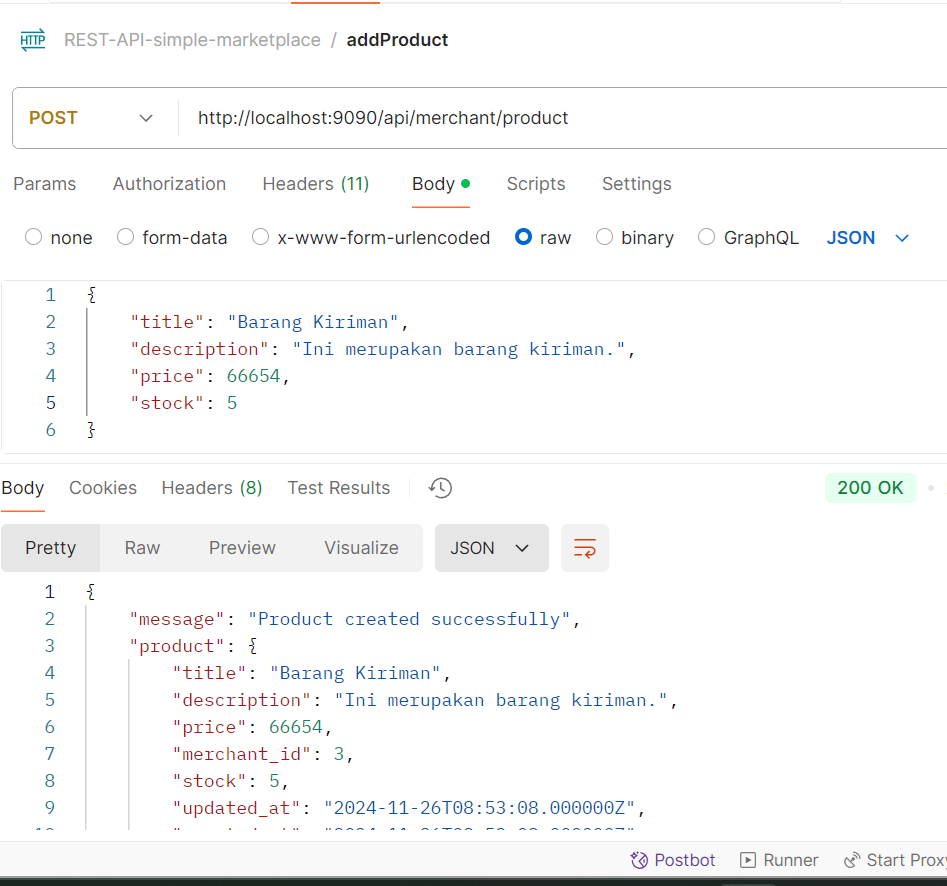 HTTP REST-API-simple-marketplace / addProduct
POST http://localhost:9090/api/merchant/product
Params Authorization Headers (11) Body Scripts Settings
none form-data x-www-form-urlencoded raw binary GraphQL JSON
1 {
2 "title": "Barang Kiriman",
3 "description": "Ini merupakan barang kiriman.",
4 "price": 66654,
5 "stock": 5
6 }
Body Cookies Headers (8) Test Results 200 OK
Pretty Raw Preview Visualize JSON
1 {
2 "message": "Product created successfully",
3 "product": {
4 "title": "Barang Kiriman",
5 "description": "Ini merupakan barang kiriman.",
6 "price": 66654,
7 "merchant_id": 3,
8 "stock": 5,
9 "updated_at": "2024-11-26T08:53:08.000000Z",
Postbot Runner Start Proxy